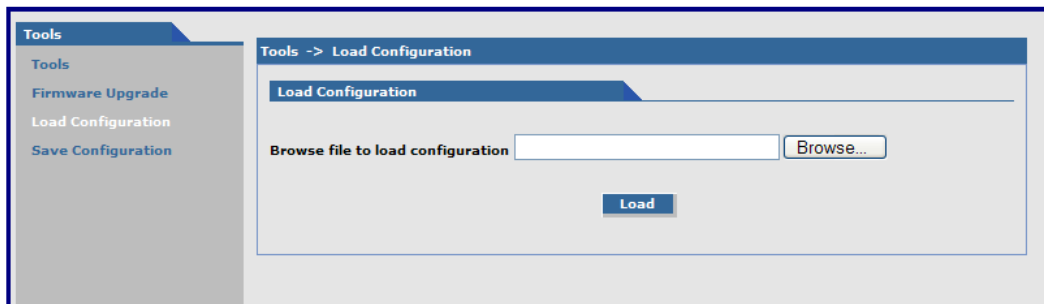 Tools
Tools
Firmware Upgrade
Load Configuration
Save Configuration
Tools -> Load Configuration
Load Configuration
Browse file to load configuration
Browse...
Load